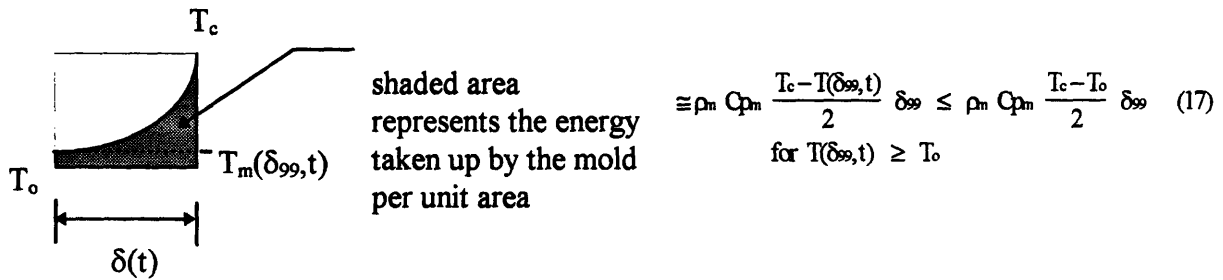 T_c
shaded area
represents the energy
taken up by the mold
per unit area
T_m(δ_99,t)
T_o
δ(t)
≅ρ_m Cp_m (T_c−T(δ_99,t))/2 δ_99 ≤ ρ_m Cp_m (T_c−T_o)/2 δ_99 (17)
for T(δ_99,t) ≥ T_o